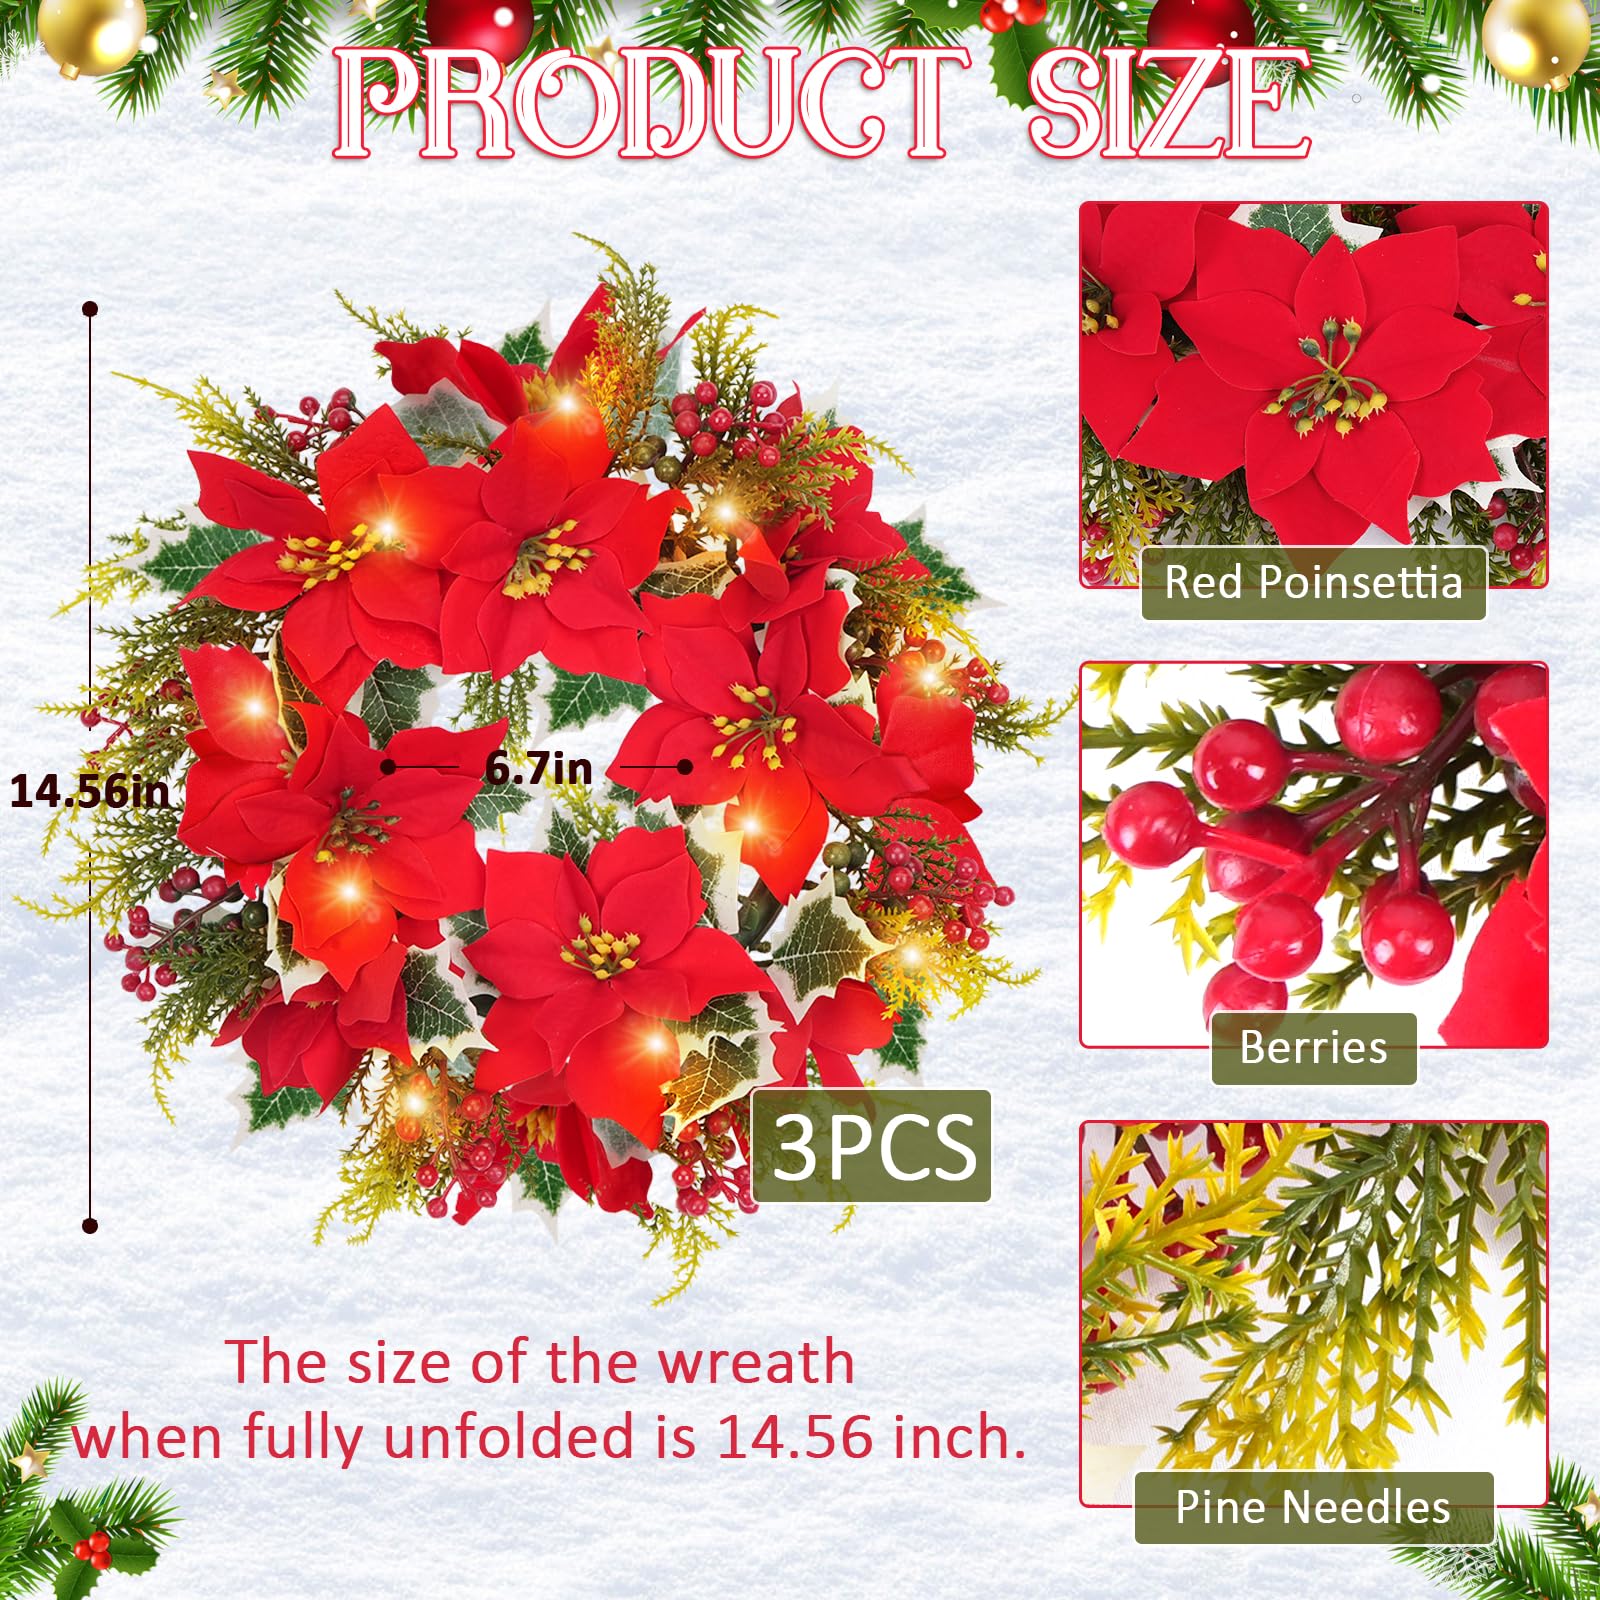 PRODUCT SIZE
Red Poinsettia
14.56in
6.7in
Berries
3PCS
The size of the wreath
when fully unfolded is 14.56 inch.
Pine Needles